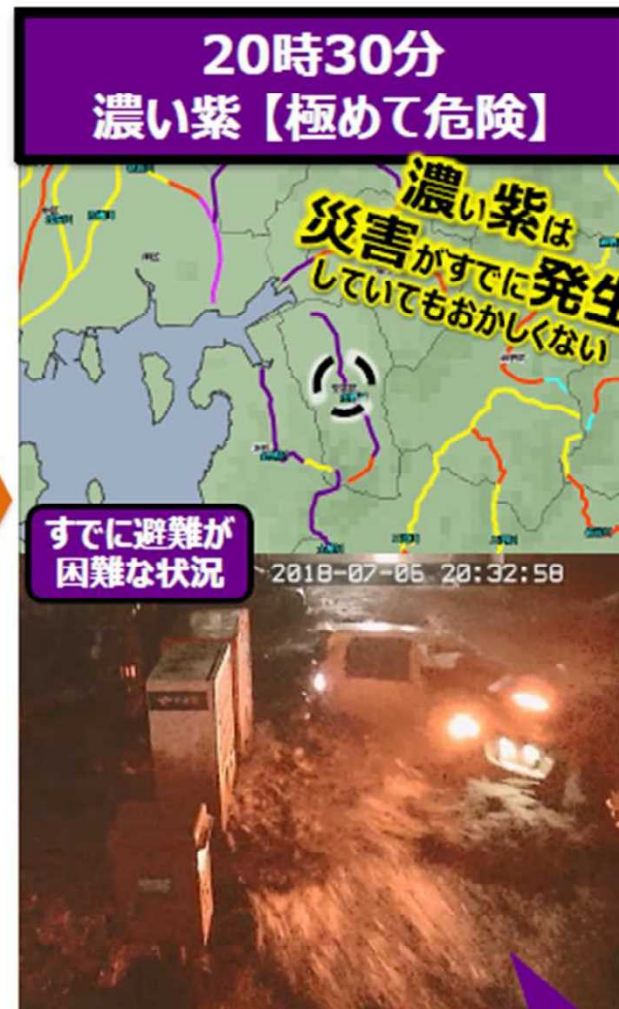 20時30分
濃い紫【極めて危険】
濃い紫は
災害がすでに発生
していてもおかしくない
すでに避難が
困難な状況
2018-07-06 20:32:58